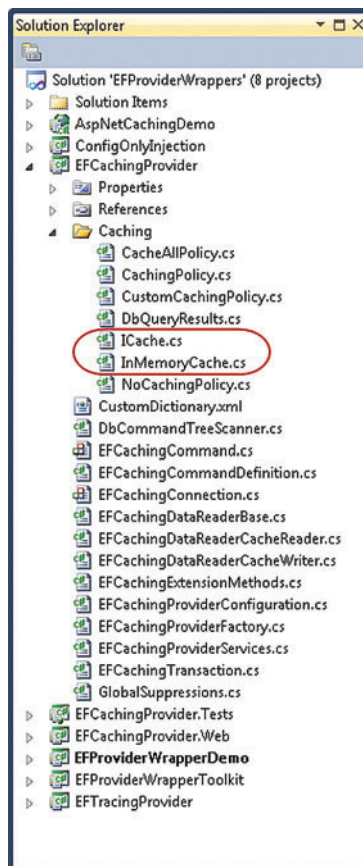 Solution Explorer
Solution 'EFProviderWrappers' (8 projects)
Solution Items
AspNetCachingDemo
ConfigOnlyInjection
EFCachingProvider
Properties
References
Caching
CacheAllPolicy.cs
CachingPolicy.cs
CustomCachingPolicy.cs
DbQueryResults.cs
ICache.cs
InMemoryCache.cs
NoCachingPolicy.cs
CustomDictionary.xml
DbCommandTreeScanner.cs
EFCachingCommand.cs
EFCachingCommandDefinition.cs
EFCachingConnection.cs
EFCachingDataReaderBase.cs
EFCachingDataReaderCacheReader.cs
EFCachingDataReaderCacheWriter.cs
EFCachingExtensionMethods.cs
EFCachingProviderConfiguration.cs
EFCachingProviderFactory.cs
EFCachingProviderServices.cs
EFCachingTransaction.cs
GlobalSuppressions.cs
EFCachingProvider.Tests
EFCachingProvider.Web
EFProviderWrapperDemo
EFProviderWrapperToolkit
EFTracingProvider